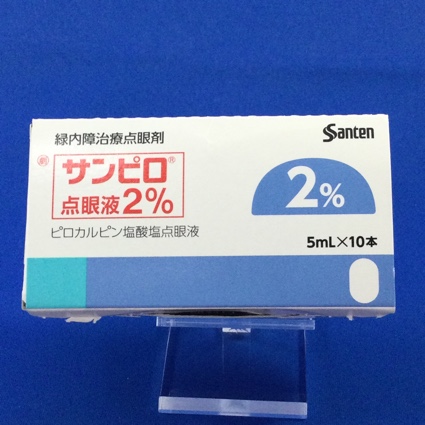 緑内障治療点眼剤
Santen
劇
サンピロ®
点眼液2%
ピロカルピン塩酸塩点眼液
2%
5mL×10本